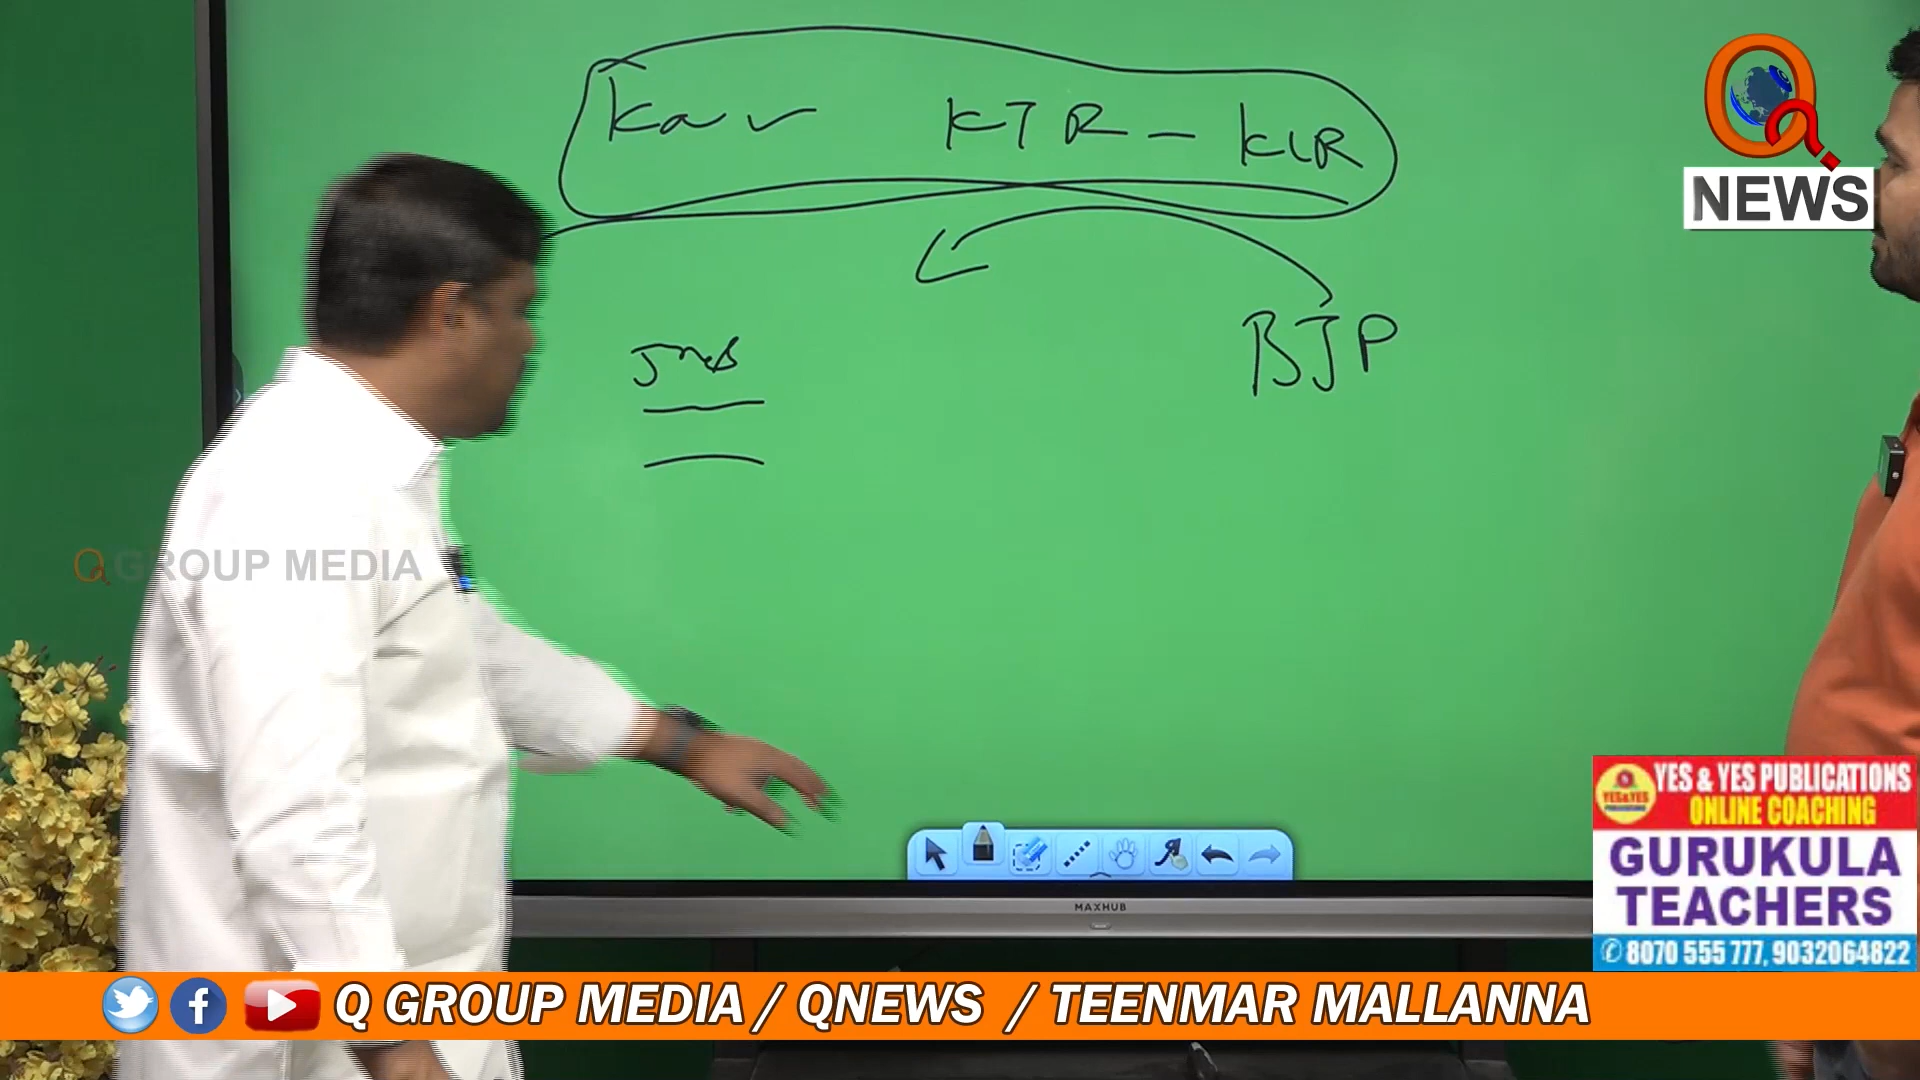 Kav KTR - KLR
BJP
Q NEWS
Q GROUP MEDIA
YES & YES PUBLICATIONS
ONLINE COACHING
GURUKULA
TEACHERS
8070 555 777, 9032064822
MAXHUB
Q GROUP MEDIA / QNEWS / TEENMAR MALLANNA